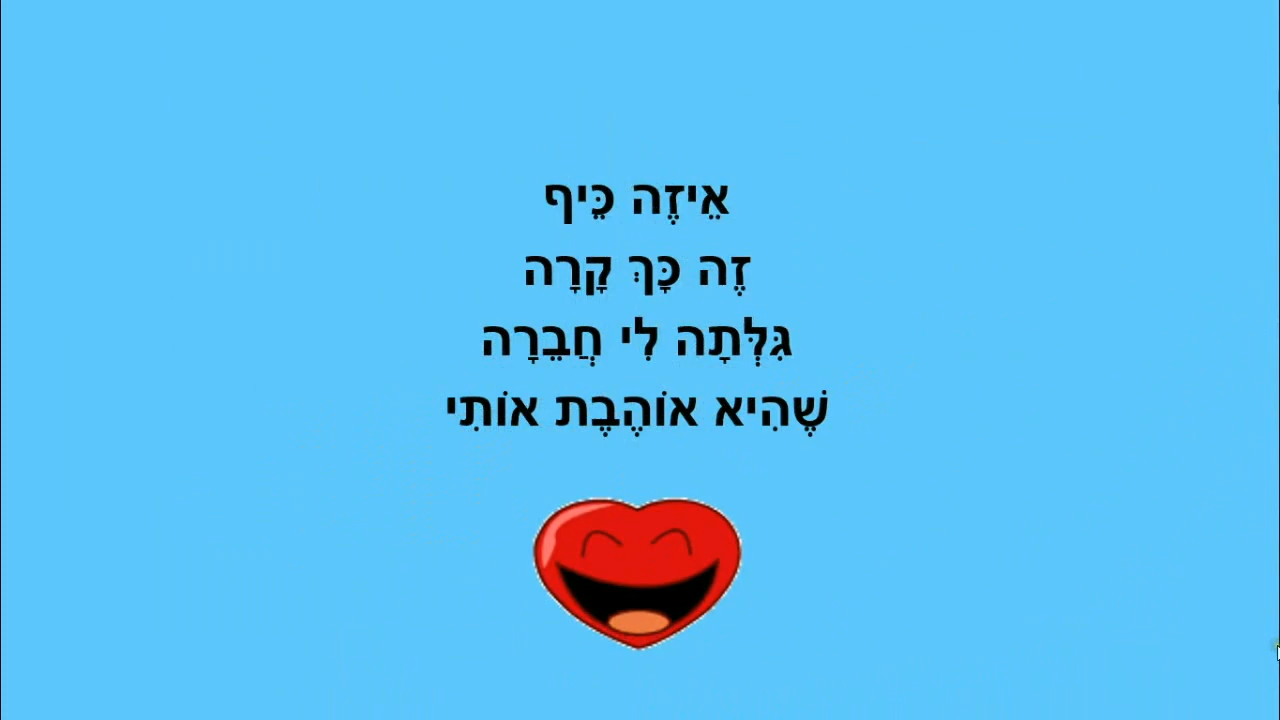 אֵיזֶה כֵּיף
זֶה כָּךְ קָרָה
גִּלְּתָה לִי חֲבֵרָה
שֶׁהִיא אוֹהֶבֶת אוֹתִי